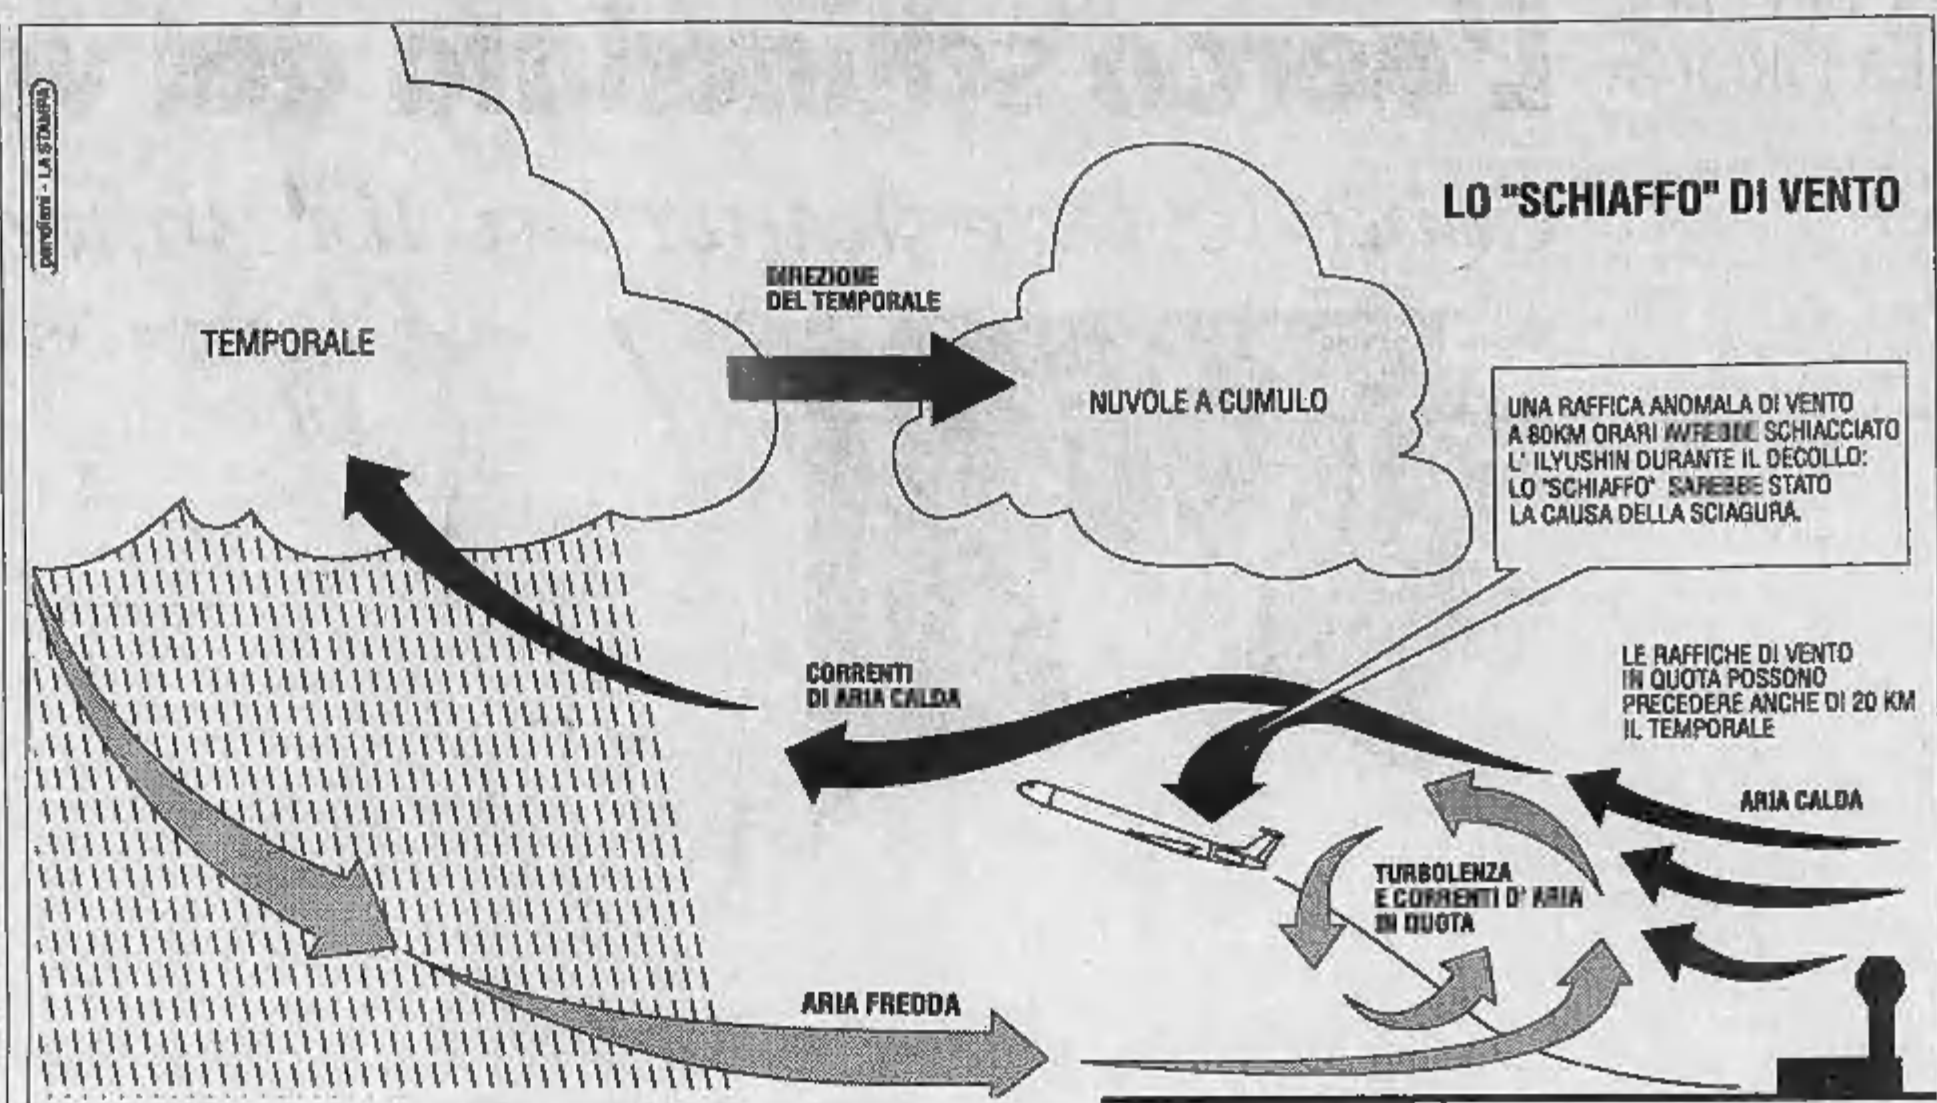 pandiani - LA STAMPA
LO "SCHIAFFO" DI VENTO
DIREZIONE
DEL TEMPORALE
TEMPORALE
NUVOLE A CUMULO
UNA RAFFICA ANOMALA DI VENTO
A 80KM ORARI AVREBBE SCHIACCIATO
L' ILYUSHIN DURANTE IL DECOLLO:
LO "SCHIAFFO" SAREBBE STATO
LA CAUSA DELLA SCIAGURA.
CORRENTI
DI ARIA CALDA
LE RAFFICHE DI VENTO
IN QUOTA POSSONO
PRECEDERE ANCHE DI 20 KM
IL TEMPORALE
ARIA CALDA
TURBOLENZA
E CORRENTI D' ARIA
IN QUOTA
ARIA FREDDA